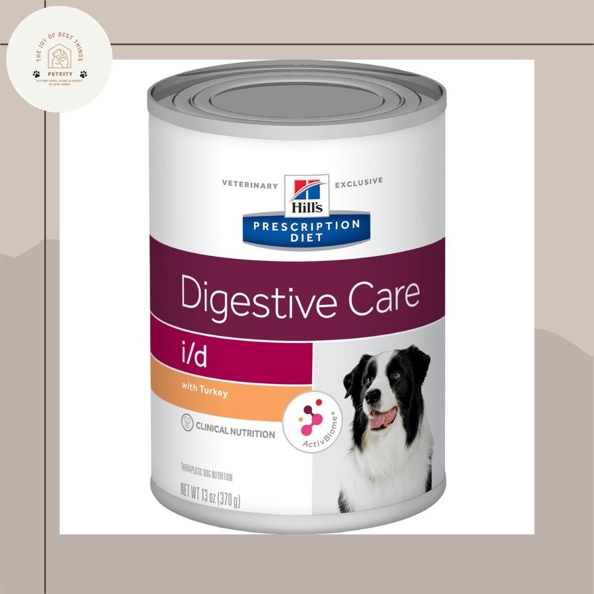 THE JOY OF BEST THINGS
PETCITY
VETERINARY EXCLUSIVE
Hill's
PRESCRIPTION
DIET
Digestive Care
i/d
with Turkey
CLINICAL NUTRITION
ActivBiome+
THERAPEUTIC DOG NUTRITION
NET WT 13 oz (370 g)